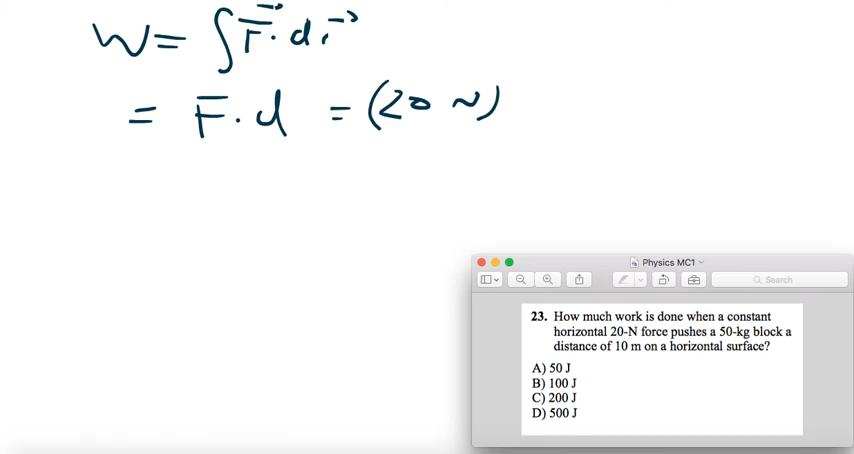 W = ∫ F⃗ · dr⃗
= F · d = (20 N)
Physics MC1
Search
23. How much work is done when a constant
horizontal 20-N force pushes a 50-kg block a
distance of 10 m on a horizontal surface?
A) 50 J
B) 100 J
C) 200 J
D) 500 J